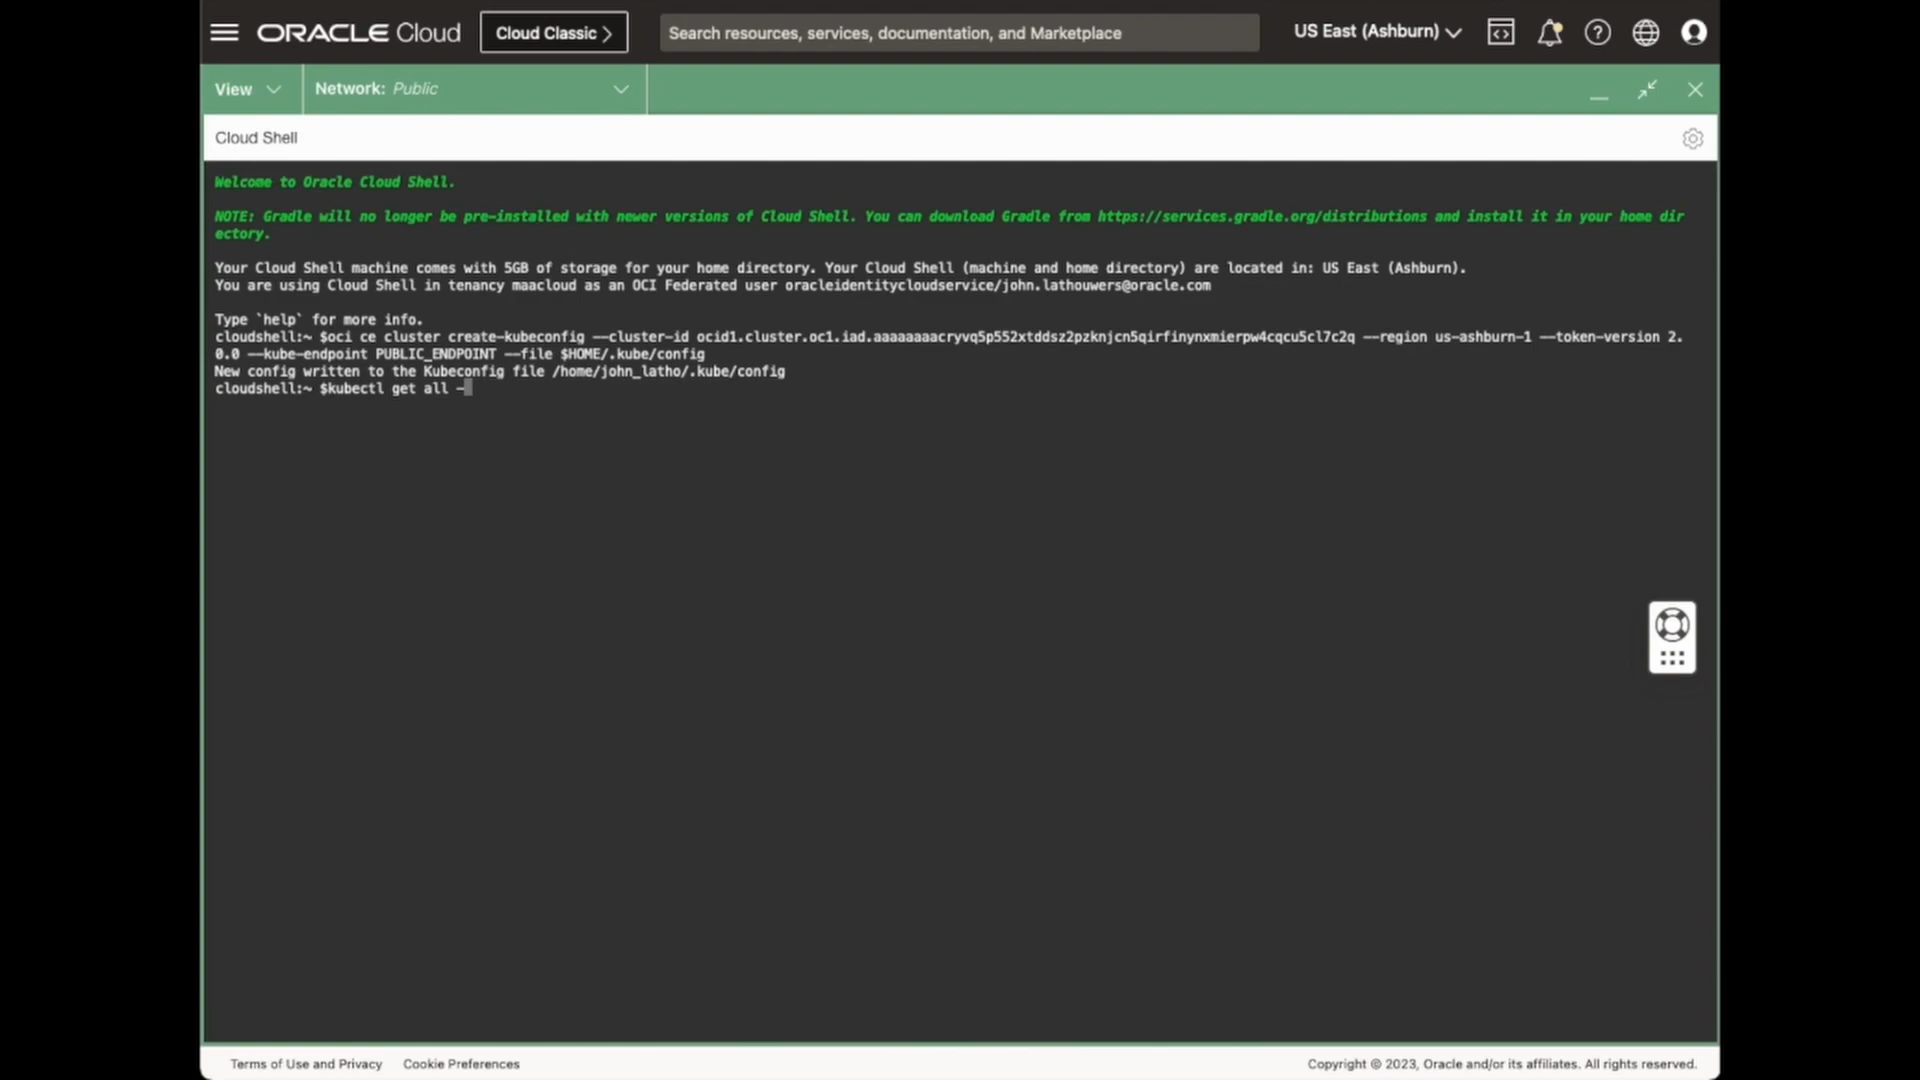 ORACLE Cloud
Cloud Classic
Search resources, services, documentation, and Marketplace
US East (Ashburn)
View
Network: Public
Cloud Shell
Welcome to Oracle Cloud Shell.
NOTE: Gradle will no longer be pre-installed with newer versions of Cloud Shell. You can download Gradle from https://services.gradle.org/distributions and install it in your home dir
ectory.
Your Cloud Shell machine comes with 5GB of storage for your home directory. Your Cloud Shell (machine and home directory) are located in: US East (Ashburn).
You are using Cloud Shell in tenancy maacloud as an OCI Federated user oracleidentitycloudservice/john.lathouwers@oracle.com
Type `help` for more info.
cloudshell:~ $oci ce cluster create-kubeconfig --cluster-id ocid1.cluster.oc1.iad.aaaaaaaacryvq5p552xtddsz2pzknjcn5qirfinynxmierpw4cqcu5cl7c2q --region us-ashburn-1 --token-version 2.
0.0 --kube-endpoint PUBLIC_ENDPOINT --file $HOME/.kube/config
New config written to the Kubeconfig file /home/john_latho/.kube/config
cloudshell:~ $kubectl get all -
Terms of Use and Privacy
Cookie Preferences
Copyright © 2023, Oracle and/or its affiliates. All rights reserved.